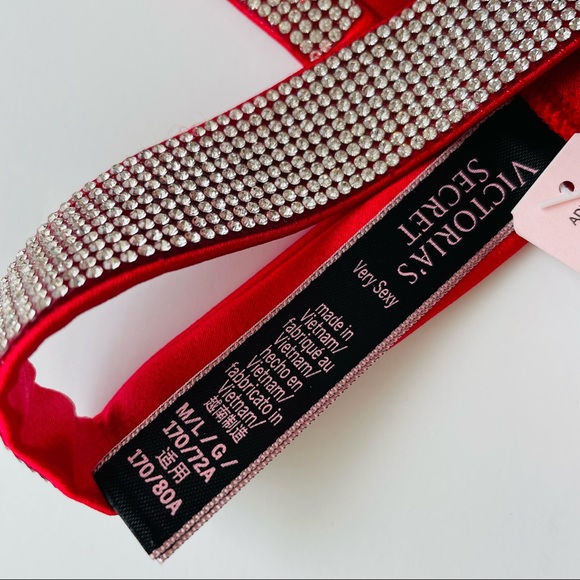 VICTORIA'S
SECRET
Very Sexy
made in
Vietnam/
fabriqué au
Vietnam/
hecho en
Vietnam/
fabbricato in
Vietnam/
越南制造
M/L/G/
170/72A
适用
170/80A